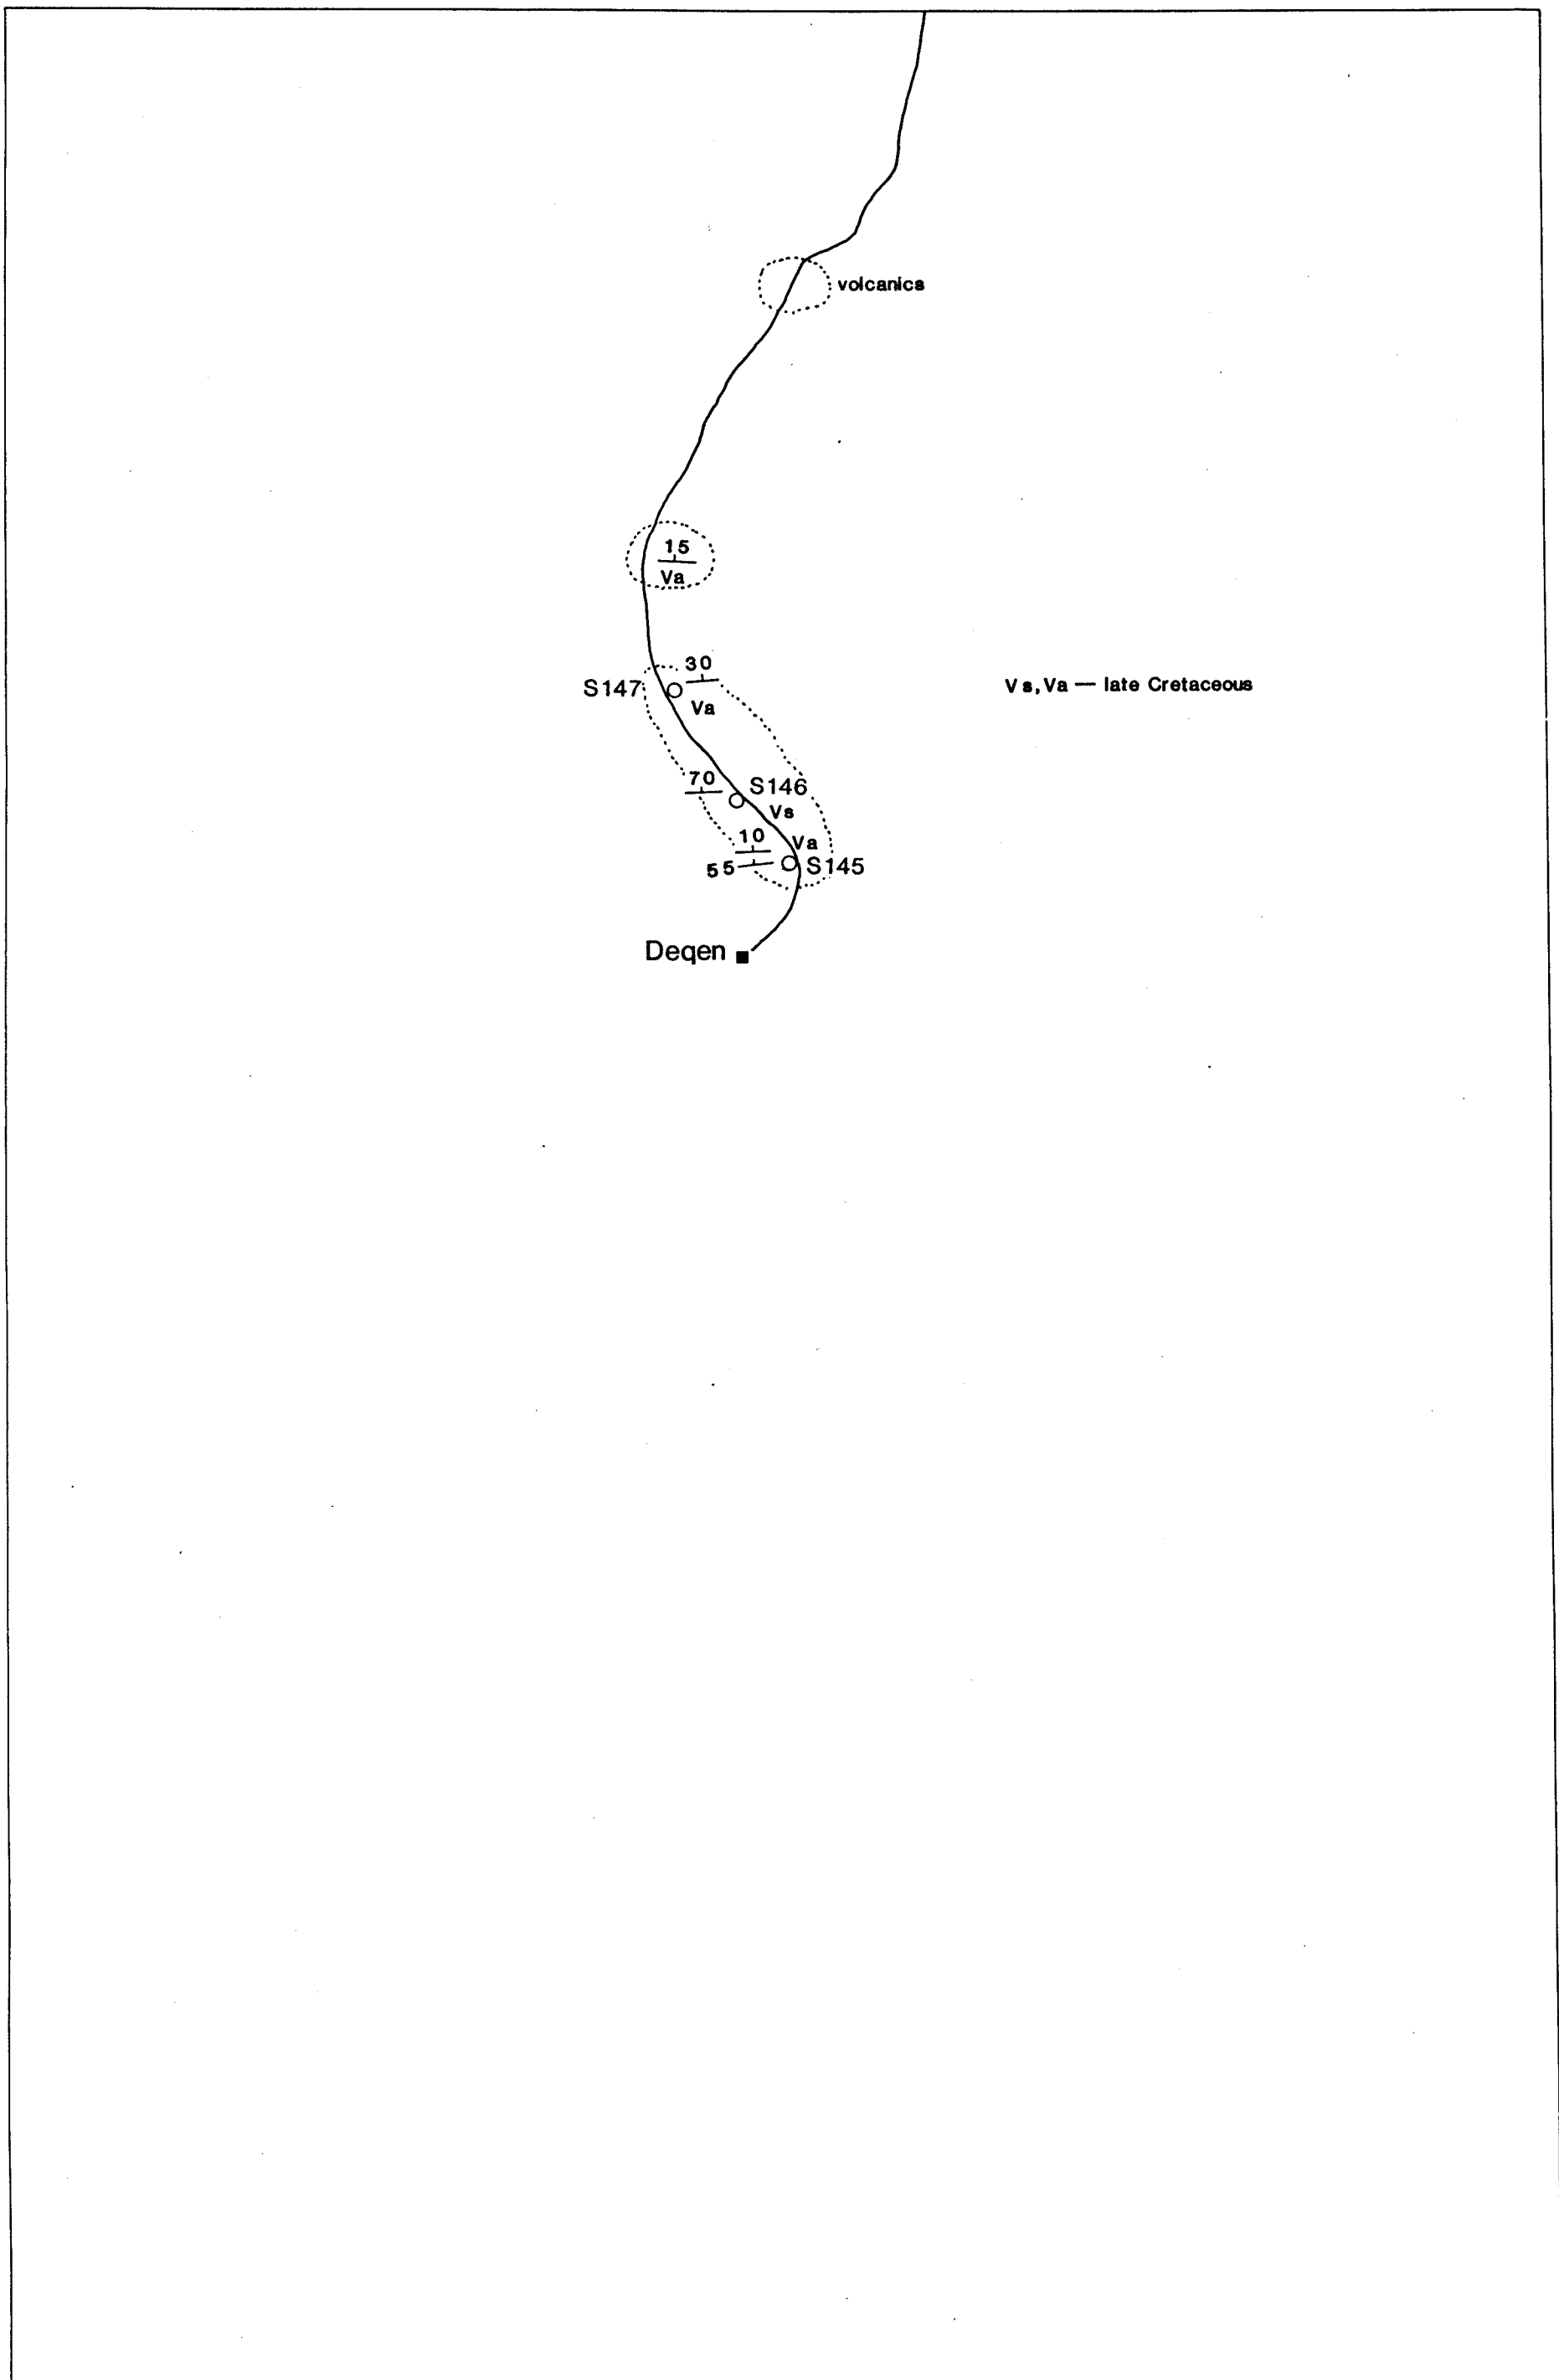 volcanics
15
Va
30
S147
Va
Vs, Va — late Cretaceous
70
S146
Vs
10
Va
55
S145
Deqen